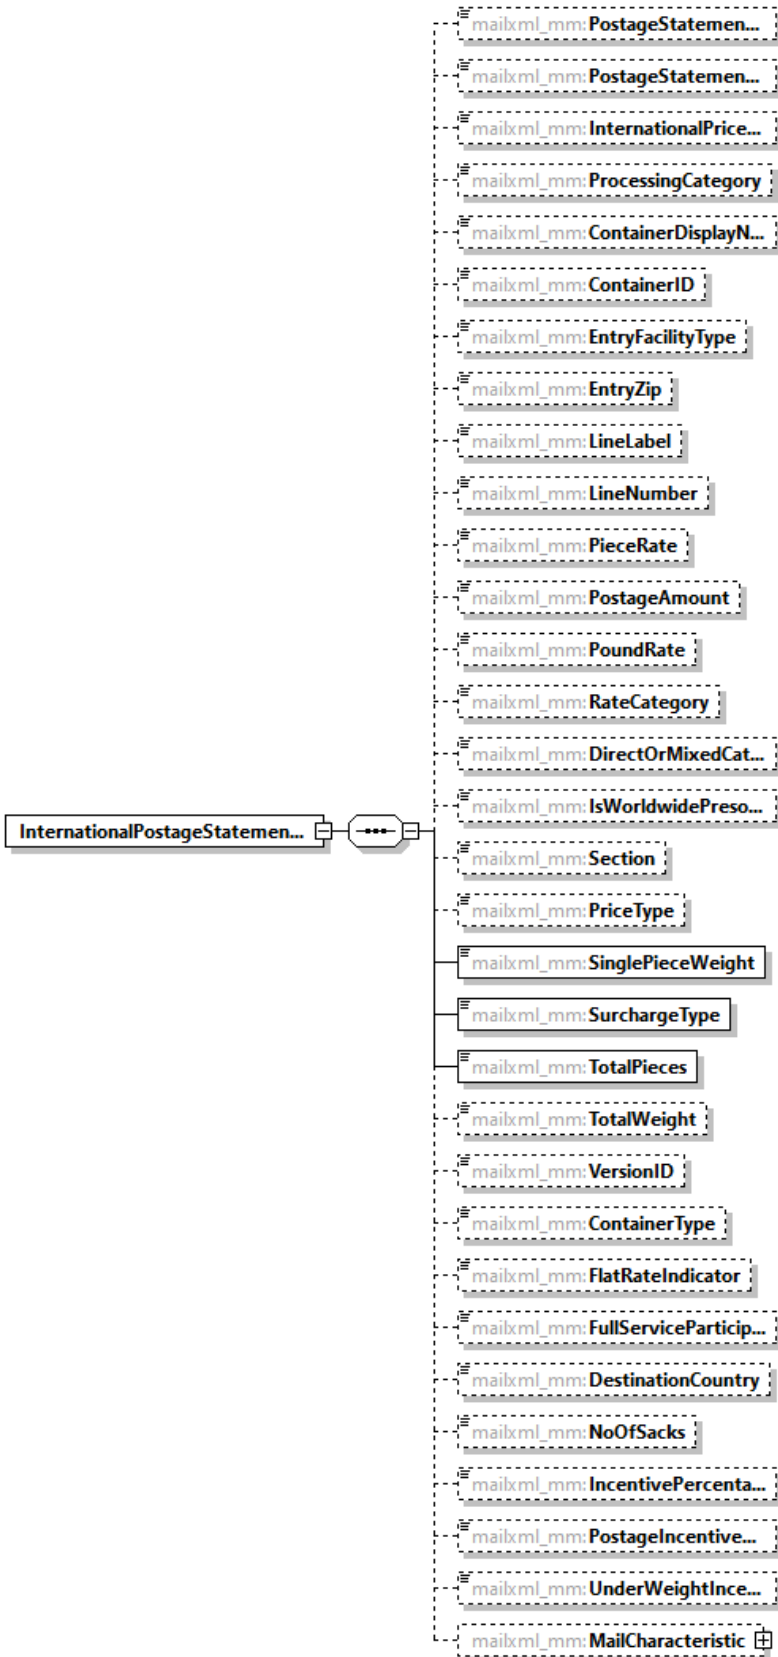 mailxml_mm:PostageStatemen...
mailxml_mm:PostageStatemen...
mailxml_mm:InternationalPrice...
mailxml_mm:ProcessingCategory
mailxml_mm:ContainerDisplayN...
mailxml_mm:ContainerID
mailxml_mm:EntryFacilityType
mailxml_mm:EntryZip
mailxml_mm:LineLabel
mailxml_mm:LineNumber
mailxml_mm:PieceRate
mailxml_mm:PostageAmount
mailxml_mm:PoundRate
mailxml_mm:RateCategory
mailxml_mm:DirectOrMixedCat...
mailxml_mm:IsWorldwidePreso...
InternationalPostageStatemen...
mailxml_mm:Section
mailxml_mm:PriceType
mailxml_mm:SinglePieceWeight
mailxml_mm:SurchargeType
mailxml_mm:TotalPieces
mailxml_mm:TotalWeight
mailxml_mm:VersionID
mailxml_mm:ContainerType
mailxml_mm:FlatRateIndicator
mailxml_mm:FullServiceParticip...
mailxml_mm:DestinationCountry
mailxml_mm:NoOfSacks
mailxml_mm:IncentivePercenta...
mailxml_mm:PostageIncentive...
mailxml_mm:UnderWeightInce...
mailxml_mm:MailCharacteristic